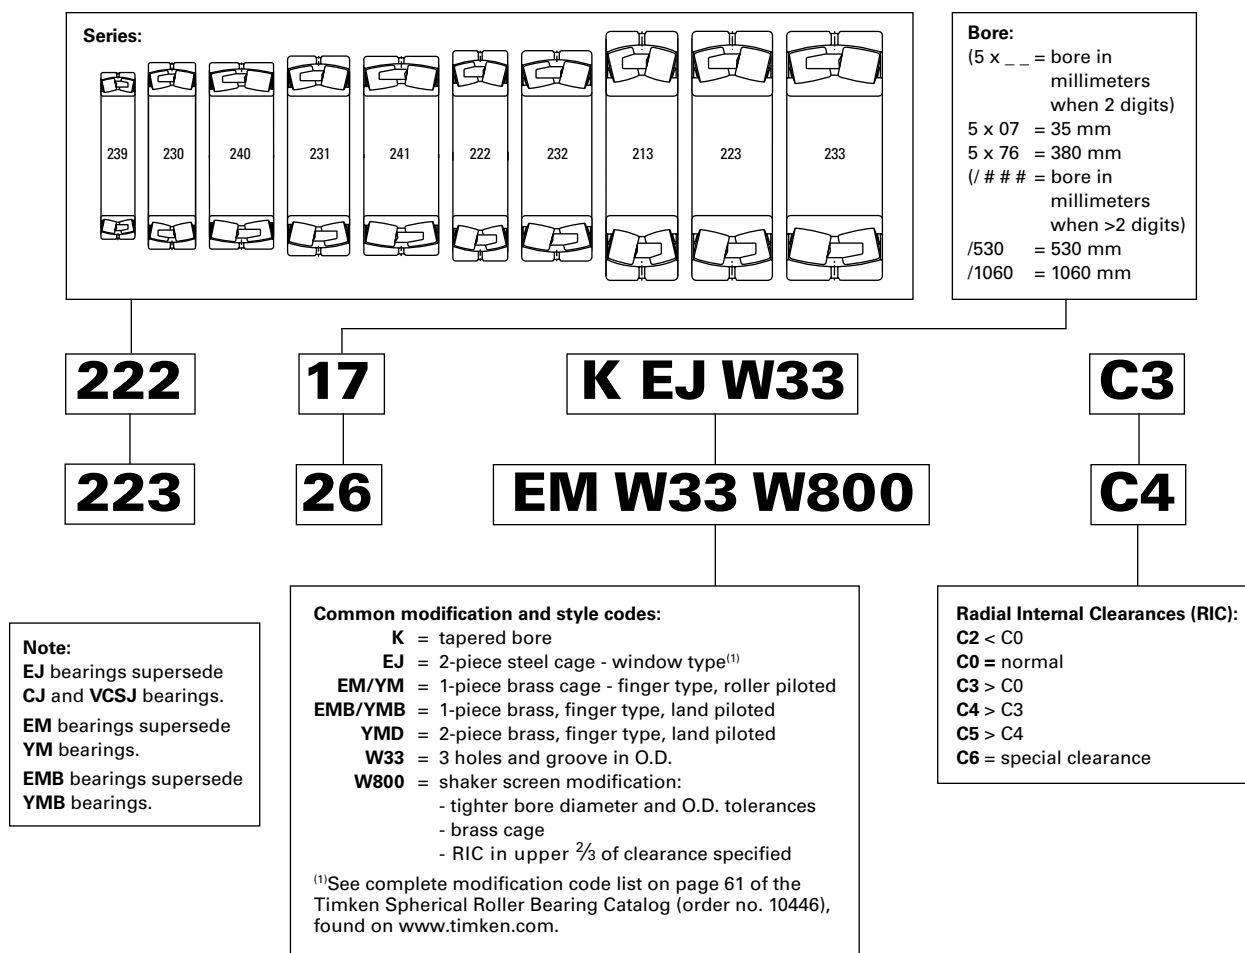 Series:
239
230
240
231
241
222
232
213
223
233
Bore:
(5 x _ _ = bore in
millimeters
when 2 digits)
5 x 07 = 35 mm
5 x 76 = 380 mm
(/ # # # = bore in
millimeters
when >2 digits)
/530 = 530 mm
/1060 = 1060 mm
222
17
K EJ W33
C3
223
26
EM W33 W800
C4
Note:
EJ bearings supersede
CJ and VCSJ bearings.
EM bearings supersede
YM bearings.
EMB bearings supersede
YMB bearings.
Common modification and style codes:
K = tapered bore
EJ = 2-piece steel cage - window type(1)
EM/YM = 1-piece brass cage - finger type, roller piloted
EMB/YMB = 1-piece brass, finger type, land piloted
YMD = 2-piece brass, finger type, land piloted
W33 = 3 holes and groove in O.D.
W800 = shaker screen modification:
- tighter bore diameter and O.D. tolerances
- brass cage
- RIC in upper ⅔ of clearance specified
(1)See complete modification code list on page 61 of the
Timken Spherical Roller Bearing Catalog (order no. 10446),
found on www.timken.com.
Radial Internal Clearances (RIC):
C2 < C0
C0 = normal
C3 > C0
C4 > C3
C5 > C4
C6 = special clearance